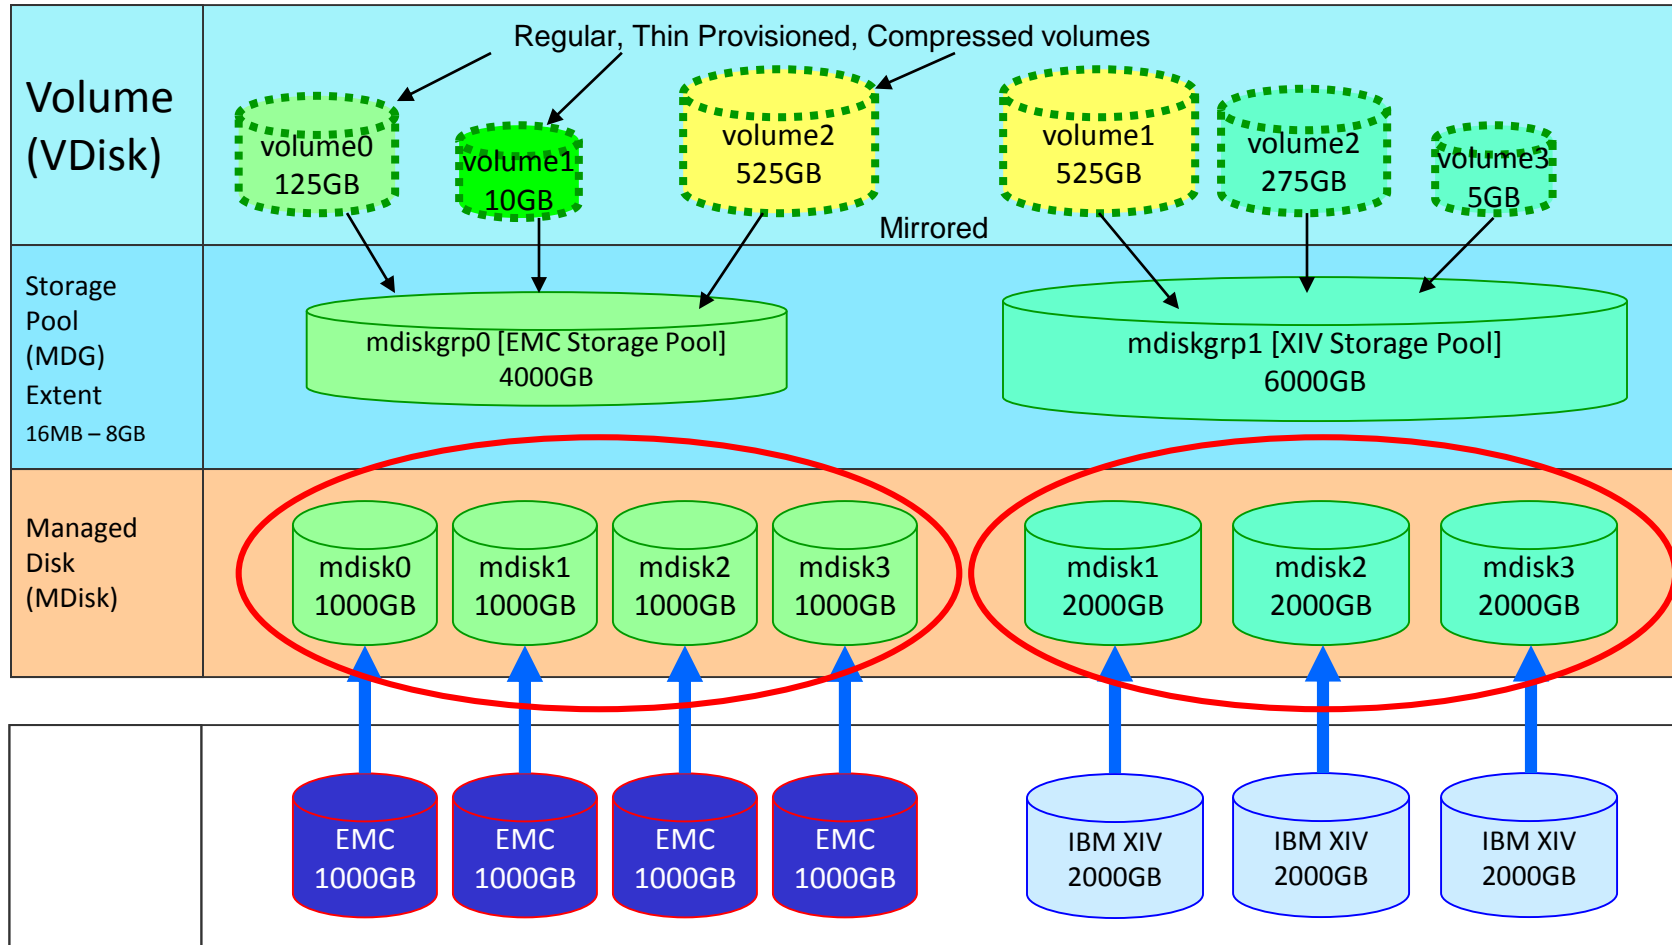 Regular, Thin Provisioned, Compressed volumes
Volume
(VDisk)
volume0
125GB
volume1
10GB
volume2
525GB
volume1
525GB
volume2
275GB
volume3
5GB
Mirrored
Storage
Pool
(MDG)
Extent
16MB – 8GB
mdiskgrp0 [EMC Storage Pool]
4000GB
mdiskgrp1 [XIV Storage Pool]
6000GB
Managed
Disk
(MDisk)
mdisk0
1000GB
mdisk1
1000GB
mdisk2
1000GB
mdisk3
1000GB
mdisk1
2000GB
mdisk2
2000GB
mdisk3
2000GB
EMC
1000GB
EMC
1000GB
EMC
1000GB
EMC
1000GB
IBM XIV
2000GB
IBM XIV
2000GB
IBM XIV
2000GB